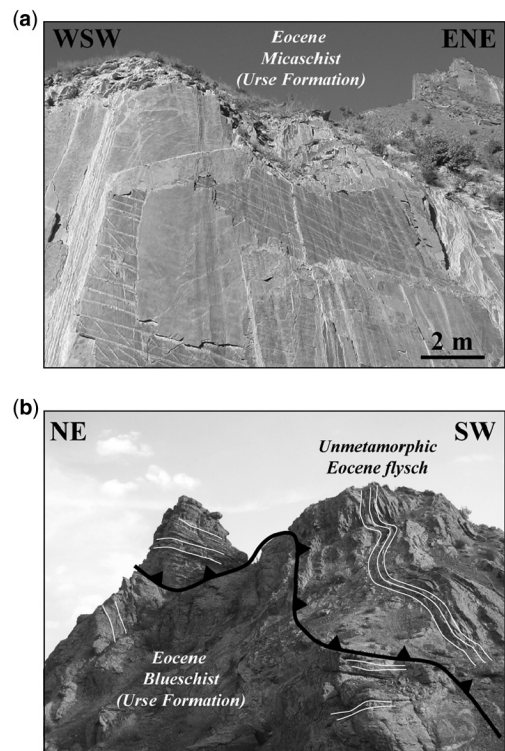 (a)
WSW
Eocene
Micaschist
(Urse Formation)
ENE
2 m
(b)
NE
Unmetamorphic
Eocene flysch
SW
Eocene
Blueschist
(Urse Formation)